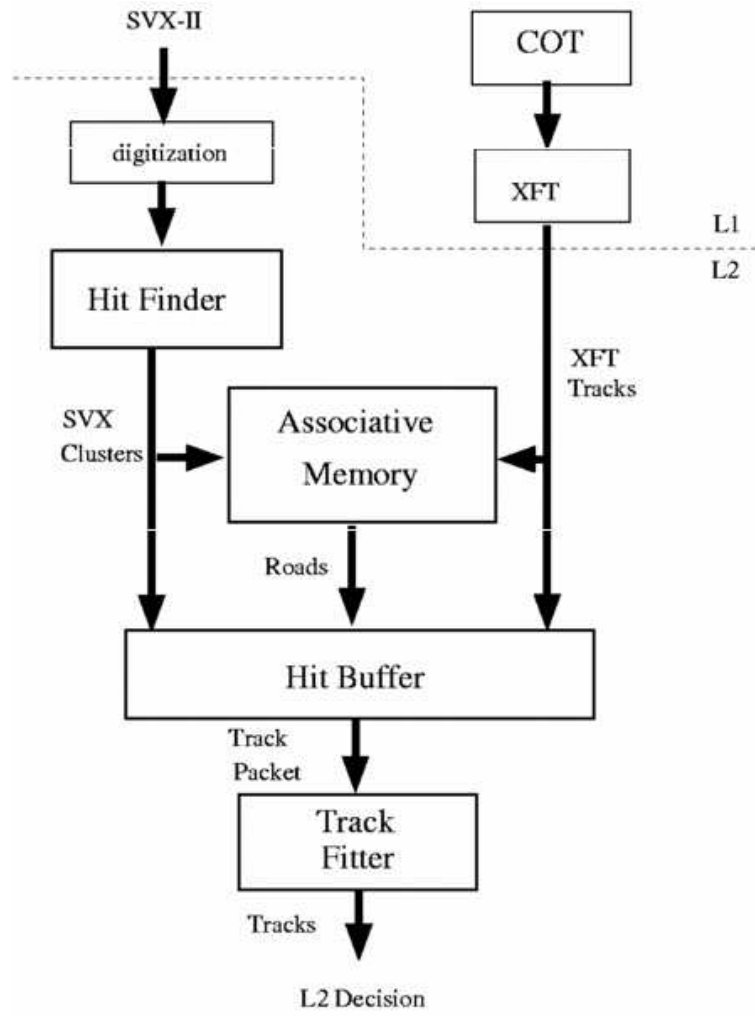 SVX-II
COT
digitization
XFT
L1
L2
Hit Finder
XFT
Tracks
SVX
Clusters
Associative
Memory
Roads
Hit Buffer
Track
Packet
Track
Fitter
Tracks
L2 Decision